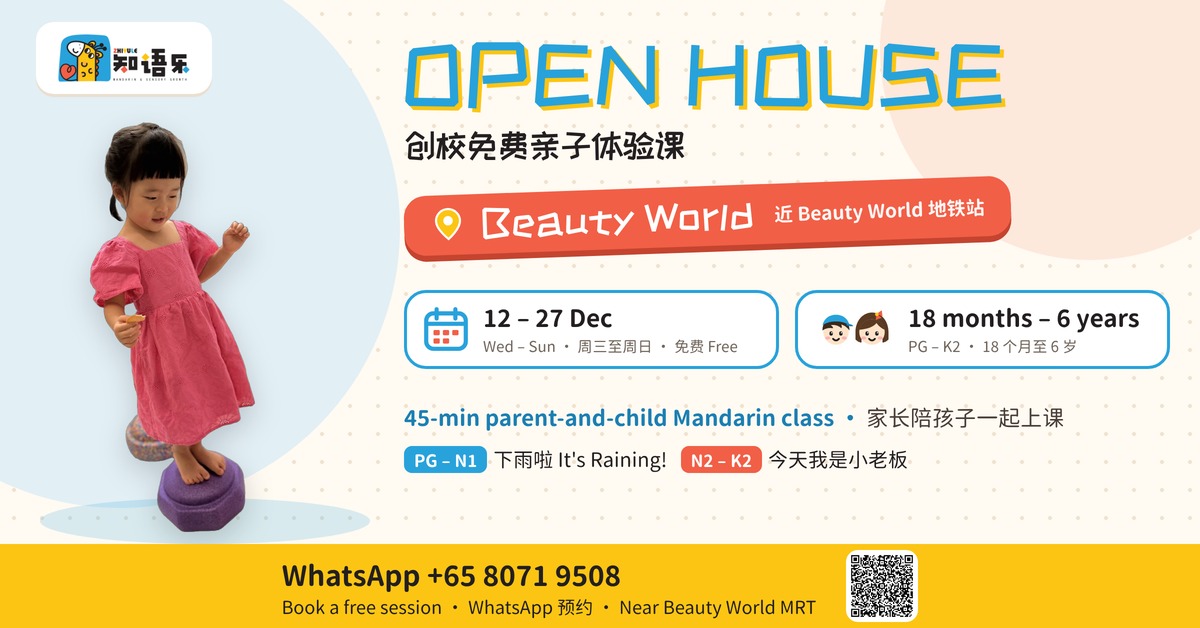 ZHIYULE
知语乐
MANDARIN & SENSORY GROWTH
OPEN HOUSE
创校免费亲子体验课
Beauty World 近 Beauty World 地铁站
12 – 27 Dec
Wed – Sun · 周三至周日 · 免费 Free
18 months – 6 years
PG – K2 · 18 个月至 6 岁
45-min parent-and-child Mandarin class · 家长陪孩子一起上课
PG – N1 下雨啦 It's Raining! N2 – K2 今天我是小老板
WhatsApp +65 8071 9508
Book a free session · WhatsApp 预约 · Near Beauty World MRT